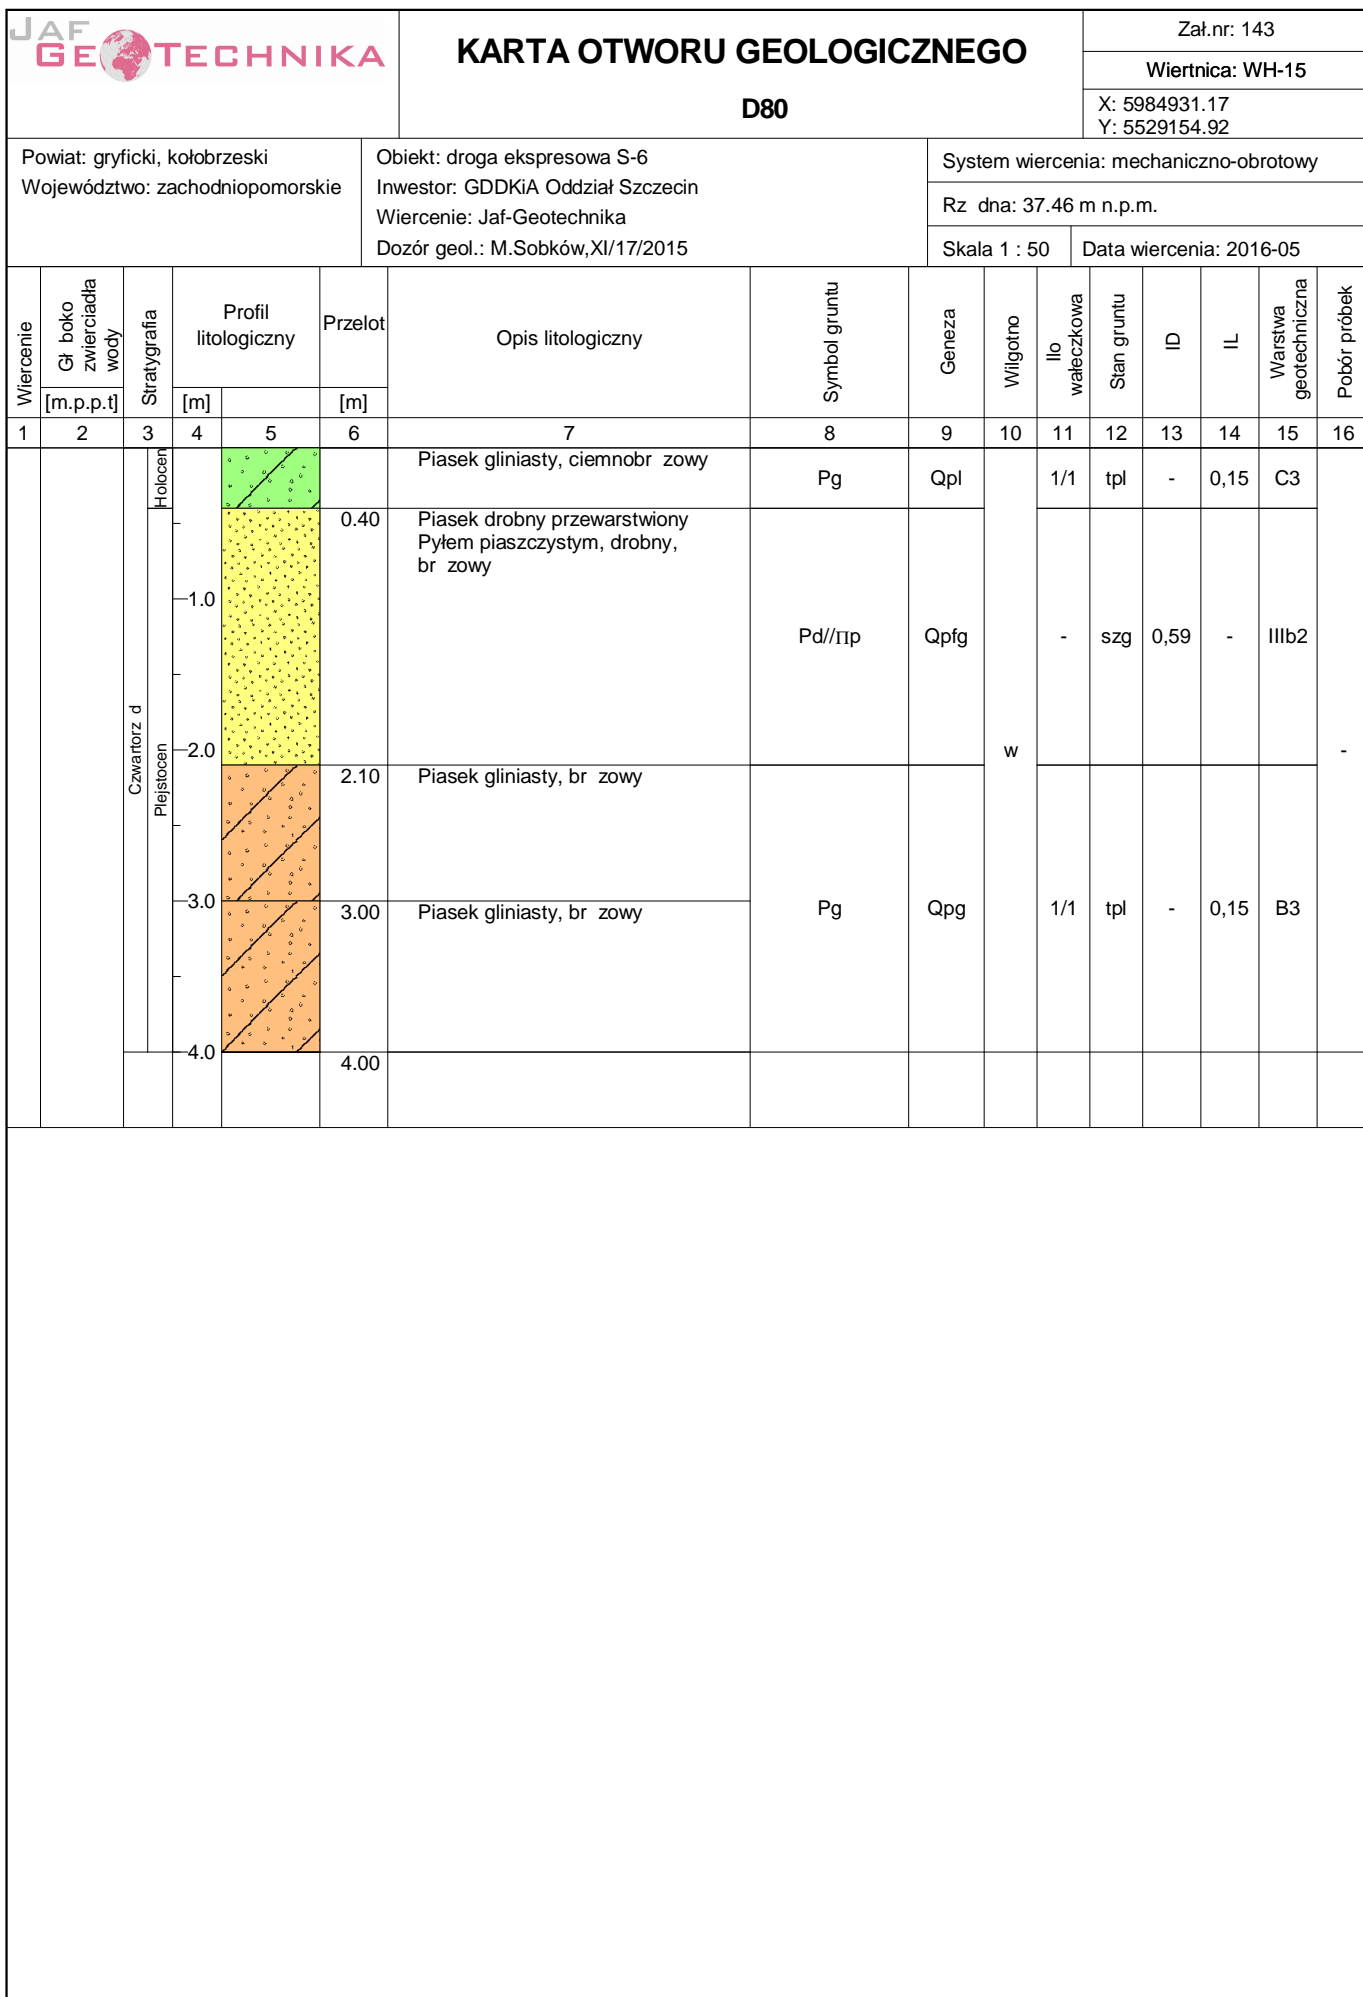 JAF
GEOTECHNIKA
KARTA OTWORU GEOLOGICZNEGO
D80
Zał.nr: 143
Wiertnica: WH-15
X: 5984931.17
Y: 5529154.92
Powiat: gryficki, kołobrzeski
Województwo: zachodniopomorskie
Obiekt: droga ekspresowa S-6
Inwestor: GDDKiA Oddział Szczecin
Wiercenie: Jaf-Geotechnika
Dozór geol.: M.Sobków,XI/17/2015
System wiercenia: mechaniczno-obrotowy
Rz dna: 37.46 m n.p.m.
Skala 1 : 50
Data wiercenia: 2016-05
Wiercenie
Gł boko
zwierciadła
wody
[m.p.p.t]
Stratygrafia
Profil
litologiczny
[m]
Przelot
[m]
Opis litologiczny
Symbol gruntu
Geneza
Wilgotno
Ilo
wałeczkowa
Stan gruntu
ID
IL
Warstwa
geotechniczna
Pobór próbek
1 2 3 4 5 6 7 8 9 10 11 12 13 14 15 16
Czwartorz d
Holocen
Piasek gliniasty, ciemnobr zowy
Pg Qpl 1/1 tpl - 0,15 C3
Plejstocen
0.40 Piasek drobny przewarstwiony
Pyłem piaszczystym, drobny,
br zowy
1.0
Pd//Πp Qpfg - szg 0,59 - IIIb2
2.0
w
-
2.10 Piasek gliniasty, br zowy
3.0
3.00 Piasek gliniasty, br zowy
Pg Qpg 1/1 tpl - 0,15 B3
4.0
4.00